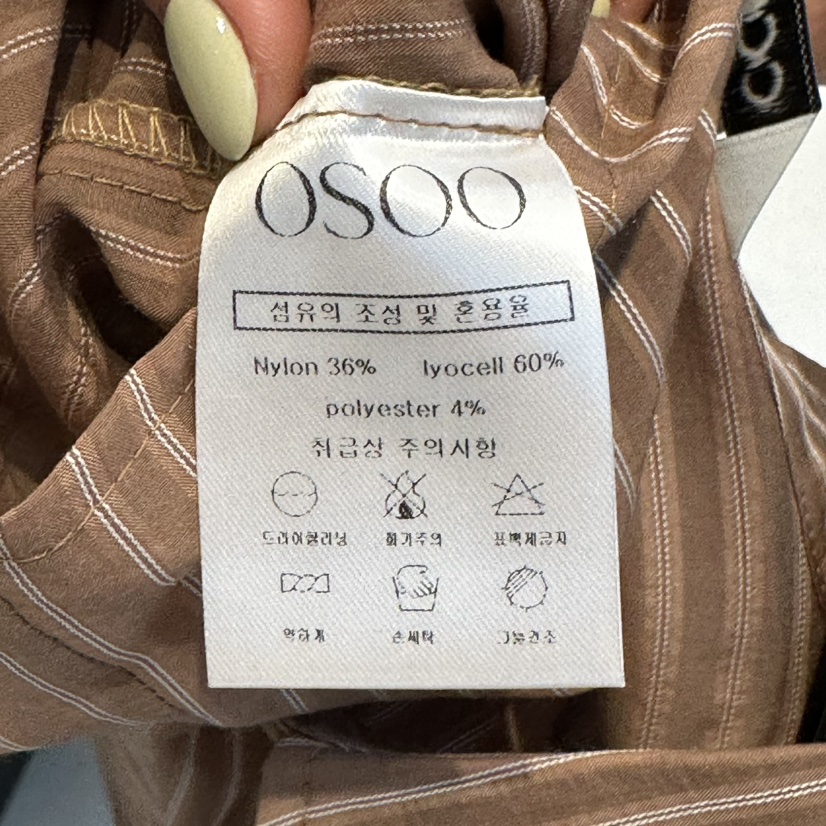 OSOO
섬유의 조성 및 혼용율
Nylon 36% lyocell 60%
polyester 4%
취급상 주의사항
드라이클리닝 화기주의 표백제금지
약하게 손세탁 그늘건조